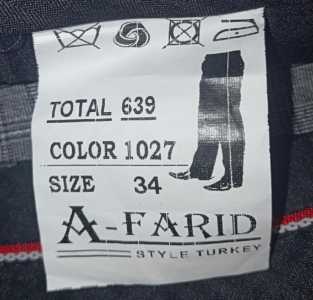 TOTAL 639
COLOR 1027
SIZE 34
A-FARID
STYLE TURKEY